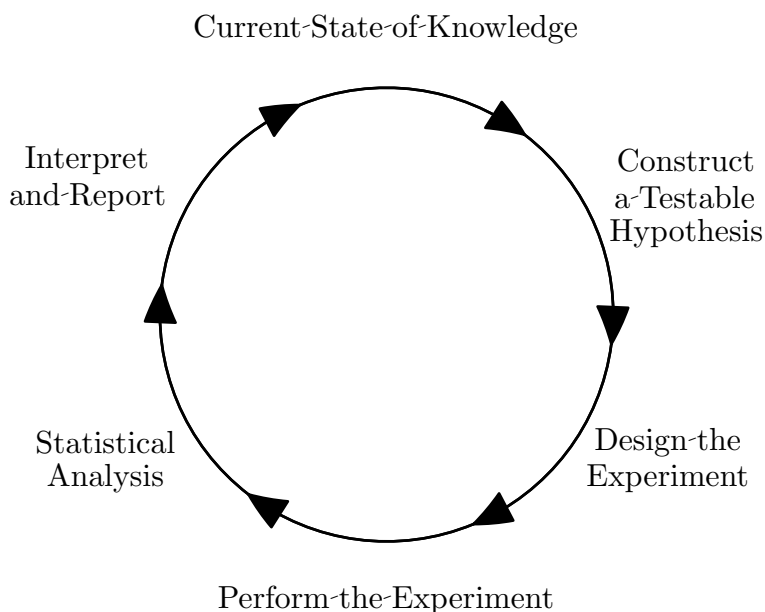 Current-State-of-Knowledge
Construct
a-Testable
Hypothesis
Design-the
Experiment
Perform-the-Experiment
Statistical
Analysis
Interpret
and-Report